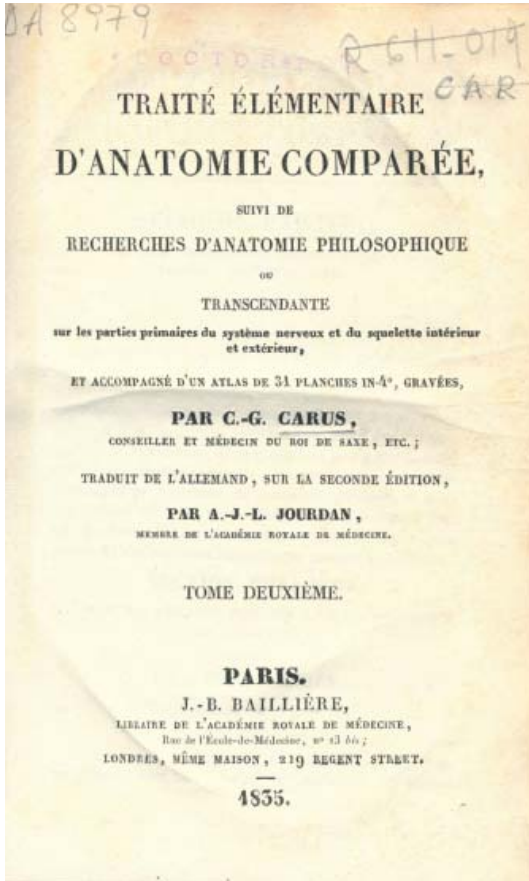 DA 8979
R 611-019
CAR
TRAITÉ ÉLÉMENTAIRE
D'ANATOMIE COMPARÉE,
SUIVI DE
RECHERCHES D'ANATOMIE PHILOSOPHIQUE
OU
TRANSCENDANTE
sur les parties primaires du système nerveux et du squelette intérieur
et extérieur,
ET ACCOMPAGNÉ D'UN ATLAS DE 31 PLANCHES IN-4°, GRAVÉES,
PAR C.-G. CARUS,
CONSEILLER ET MÉDECIN DU ROI DE SAXE, ETC.;
TRADUIT DE L'ALLEMAND, SUR LA SECONDE ÉDITION,
PAR A.-J.-L. JOURDAN,
MEMBRE DE L'ACADÉMIE ROYALE DE MÉDECINE.
TOME DEUXIÈME.
PARIS.
J.-B. BAILLIÈRE,
LIBRAIRE DE L'ACADÉMIE ROYALE DE MÉDECINE,
Rue de l'École-de-Médecine, n° 13 bis;
LONDRES, MÊME MAISON, 219 REGENT STREET.
1835.